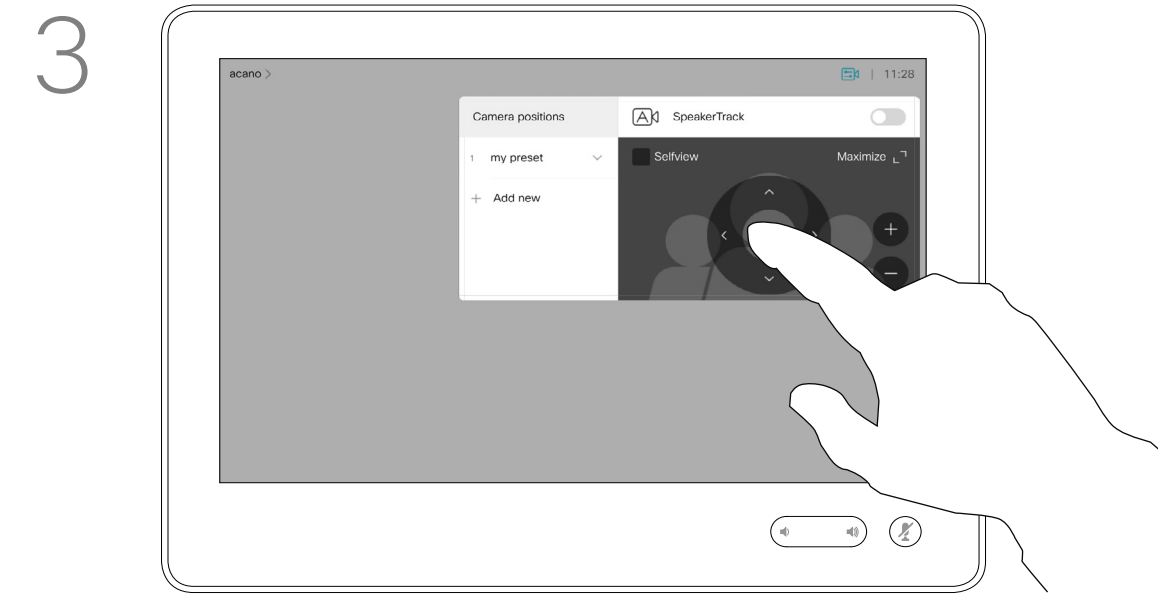 3
acano >
11:28
Camera positions
SpeakerTrack
1 my preset
Selfview
Maximize
+ Add new